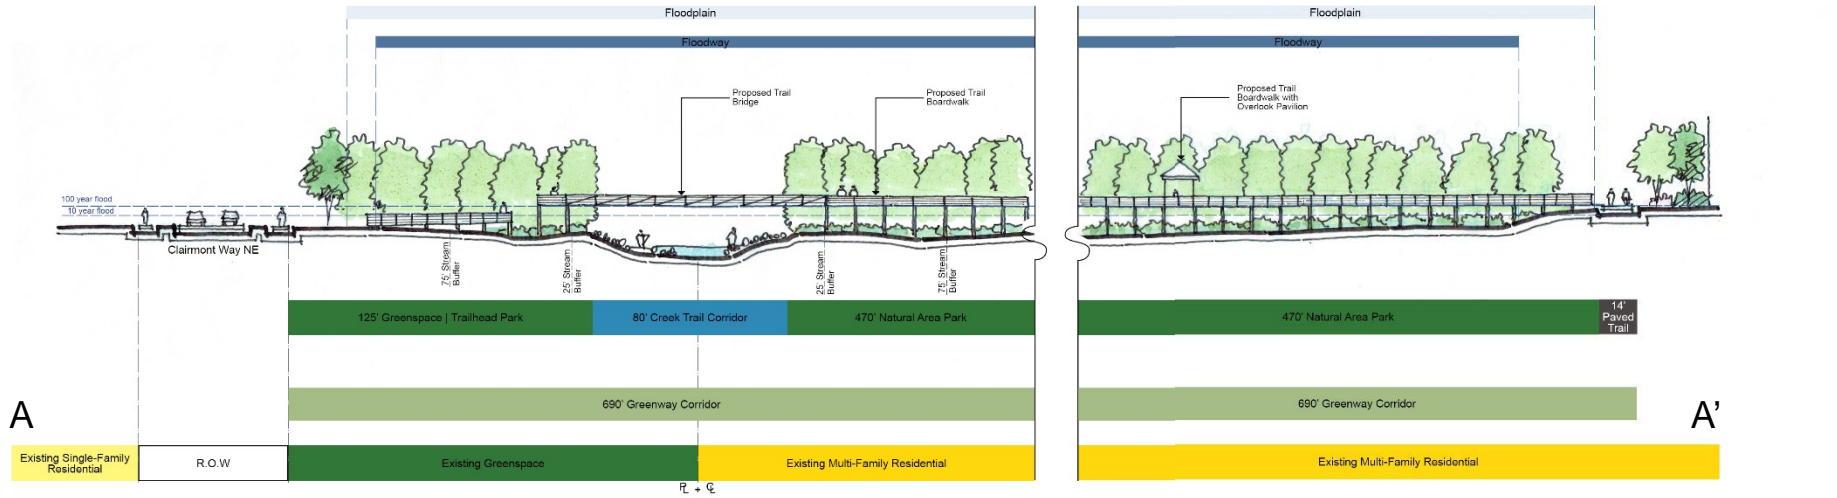 Floodplain
Floodplain
Floodway
Floodway
Proposed Trail
Bridge
Proposed Trail
Boardwalk
Proposed Trail
Boardwalk with
Overlook Pavilion
100 year flood
10 year flood
Clairmont Way NE
75' Stream
Buffer
25' Stream
Buffer
25' Stream
Buffer
75' Stream
Buffer
125' Greenspace | Trailhead Park
80' Creek Trail Corridor
470' Natural Area Park
470' Natural Area Park
14'
Paved
Trail
690' Greenway Corridor
690' Greenway Corridor
A
A'
Existing Single-Family
Residential
R.O.W
Existing Greenspace
Existing Multi-Family Residential
Existing Multi-Family Residential
PL + CL